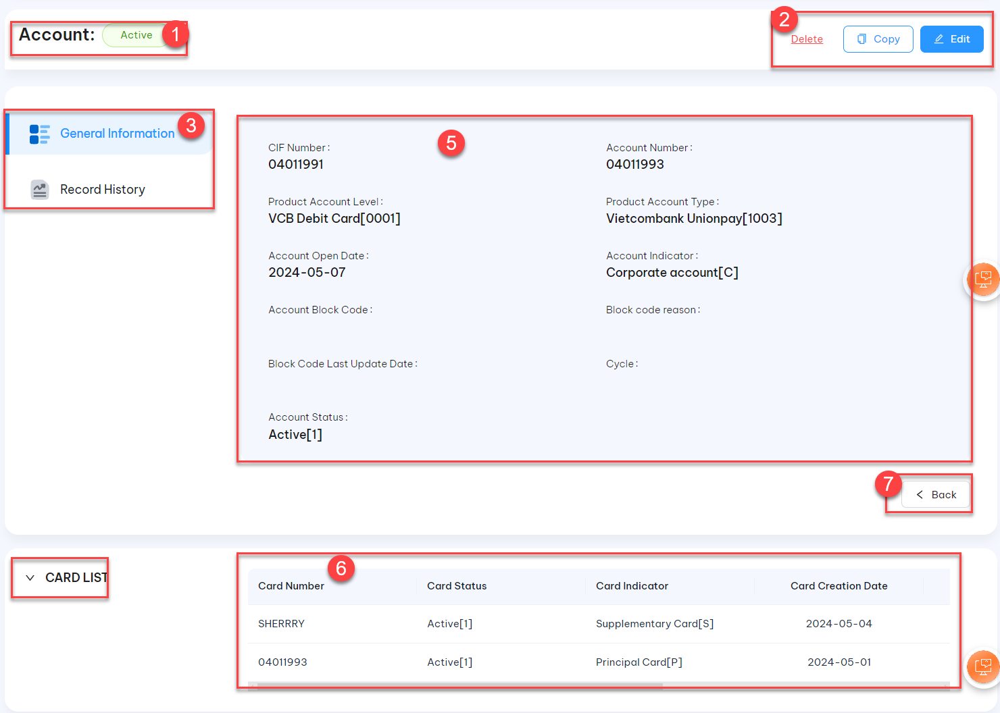 Account: Active 1
2
Delete Copy Edit
General Information 3
Record History
5
CIF Number :
04011991
Account Number :
04011993
Product Account Level :
VCB Debit Card[0001]
Product Account Type :
Vietcombank Unionpay[1003]
Account Open Date :
2024-05-07
Account Indicator :
Corporate account[C]
Account Block Code :
Block code reason :
Block Code Last Update Date :
Cycle :
Account Status :
Active[1]
7
Back
CARD LIST
6
Card Number Card Status Card Indicator Card Creation Date
SHERRRY Active[1] Supplementary Card[S] 2024-05-04
04011993 Active[1] Principal Card[P] 2024-05-01